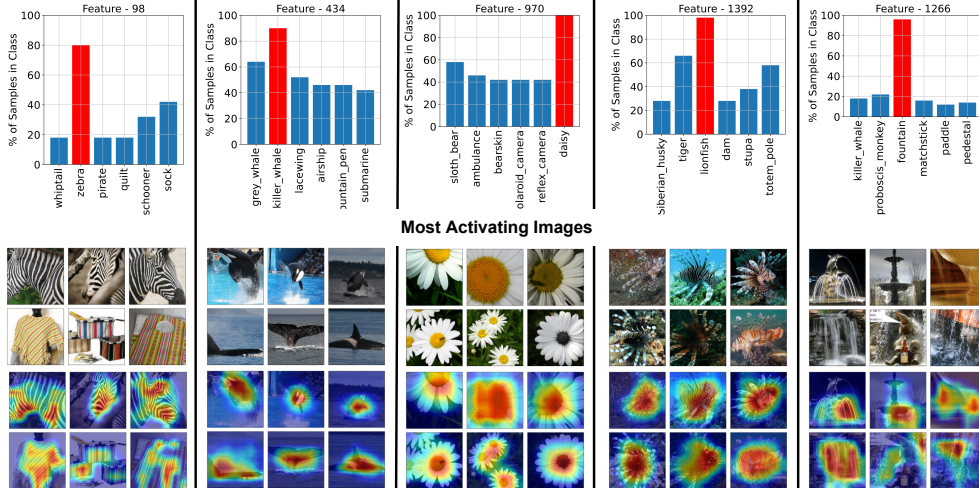 Feature - 98
% of Samples in Class
100
80
60
40
20
0
whiptail
zebra
pirate
quilt
schooner
sock
Feature - 434
% of Samples in Class
100
80
60
40
20
0
grey_whale
killer_whale
lacewing
airship
ountain_pen
submarine
Feature - 970
% of Samples in Class
100
80
60
40
20
0
sloth_bear
ambulance
bearskin
olaroid_camera
reflex_camera
daisy
Feature - 1392
% of Samples in Class
100
80
60
40
20
0
Siberian_husky
tiger
lionfish
dam
stupa
totem_pole
Feature - 1266
% of Samples in Class
100
80
60
40
20
0
killer_whale
proboscis_monkey
fountain
matchstick
paddle
pedestal
Most Activating Images